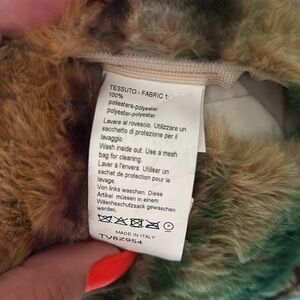 TESSUTO - FABRIC 1:
100%
poliestere-polyester
polyester-polyester
Lavare al rovescio. Utilizzare un
sacchetto di protezione per il
lavaggio.
Wash inside out. Use a mesh
bag for cleaning.
Laver à l'envers. Utiliser un
sachet de protection pour le
lavage.
Von links waschen. Diese
Artikel müssen in einem
Wäscheschutzsack gewaschen
werden.
MADE IN ITALY
TV8Z954